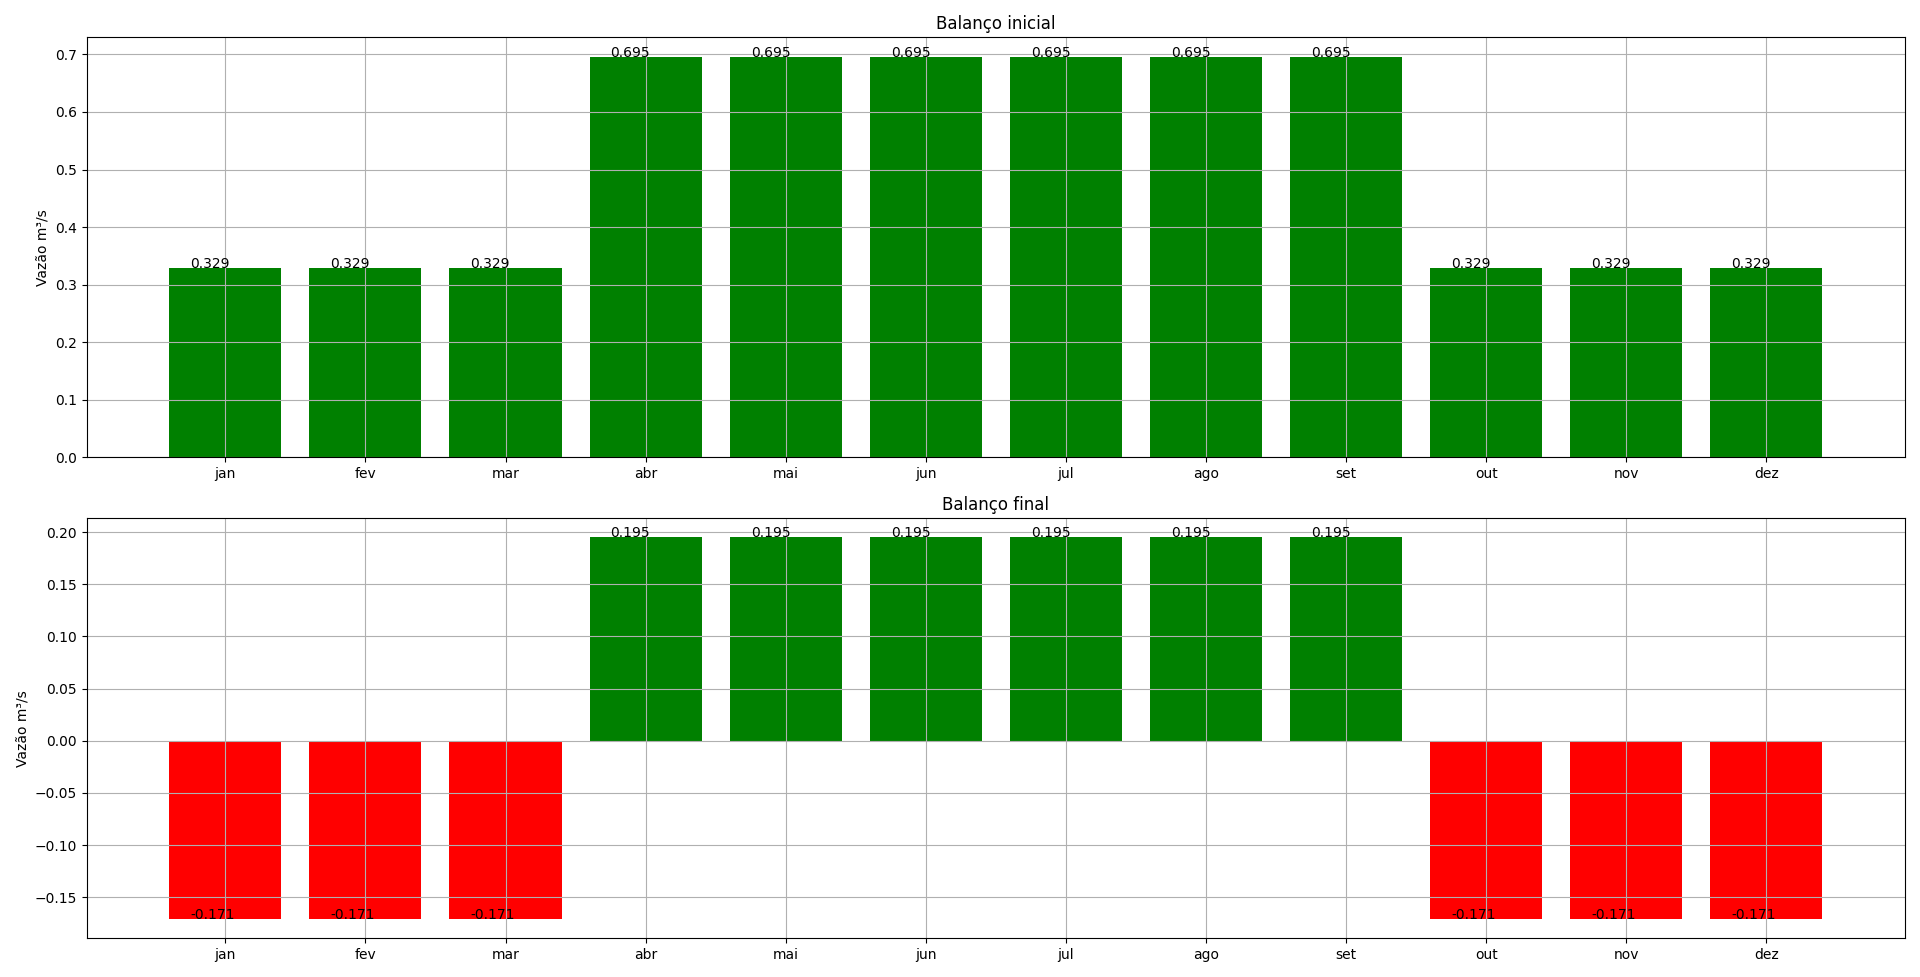 Balanço inicial
Vazão m³/s
0.7
0.6
0.5
0.4
0.3
0.2
0.1
0.0
0.329 0.329 0.329 0.695 0.695 0.695 0.695 0.695 0.695 0.329 0.329 0.329
jan fev mar abr mai jun jul ago set out nov dez
Balanço final
Vazão m³/s
0.20
0.15
0.10
0.05
0.00
−0.05
−0.10
−0.15
-0.171 -0.171 -0.171 0.195 0.195 0.195 0.195 0.195 0.195 -0.171 -0.171 -0.171
jan fev mar abr mai jun jul ago set out nov dez